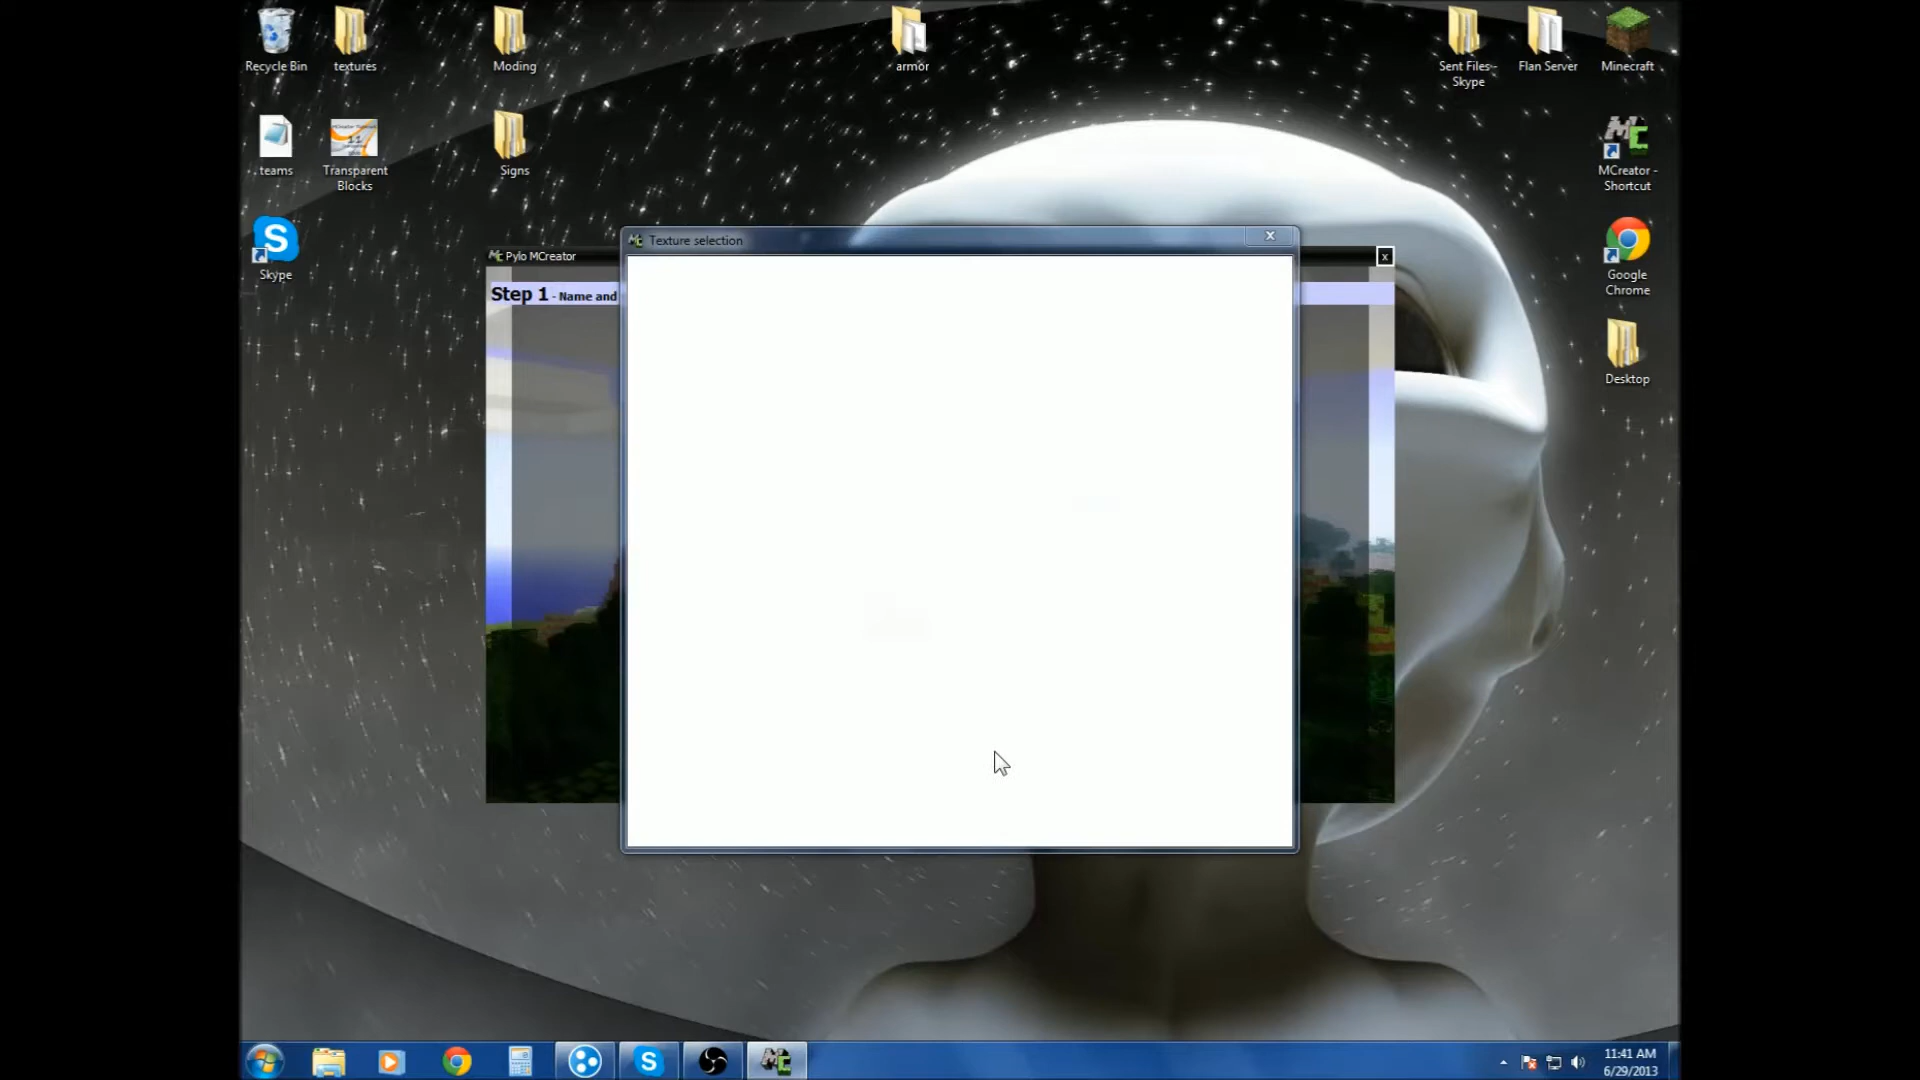 Recycle Bin
textures
Moding
armor
Sent Files -
Skype
Flan Server
Minecraft
teams
Transparent
Blocks
Signs
MCreator -
Shortcut
Skype
Google
Chrome
Desktop
Texture selection
Pylo MCreator
Step 1 - Name and
11:41 AM
6/29/2013